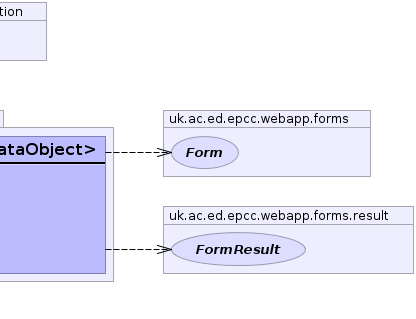 tion
uk.ac.ed.epcc.webapp.forms
ataObject>
Form
uk.ac.ed.epcc.webapp.forms.result
FormResult